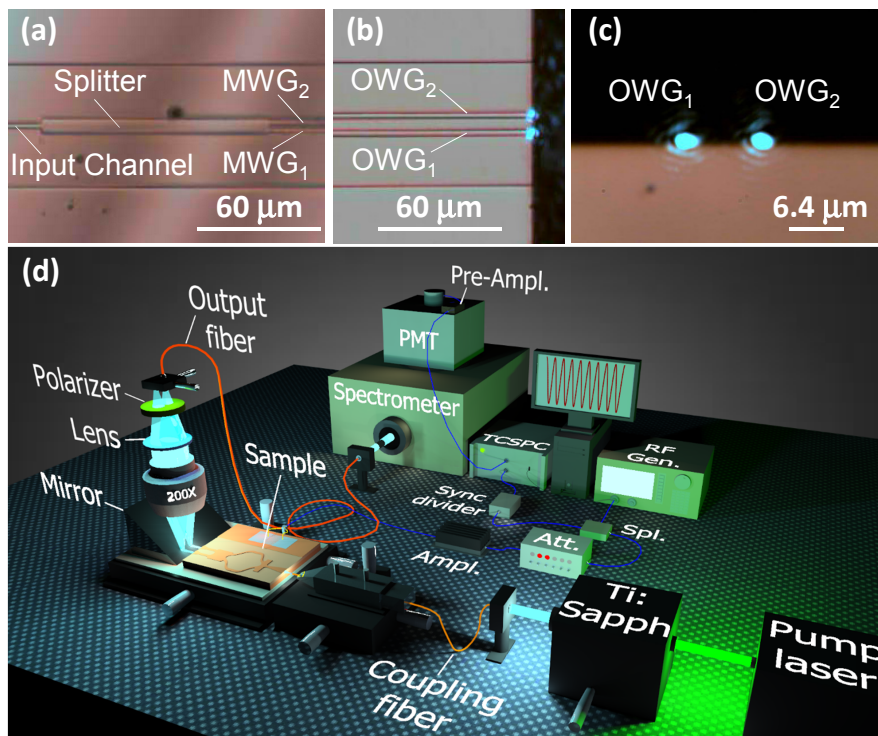 (a)
Splitter
MWG₂
Input Channel
MWG₁
60 μm
(b)
OWG₂
OWG₁
60 μm
(c)
OWG₁
OWG₂
6.4 μm
(d)
Output
fiber
Pre-Ampl.
PMT
Polarizer
Spectrometer
Lens
Sample
TCSPC
RF
Gen.
Mirror
200X
Sync
divider
Spl.
Ampl.
Att.
Ti:
Sapph
Pump
laser
Coupling
fiber